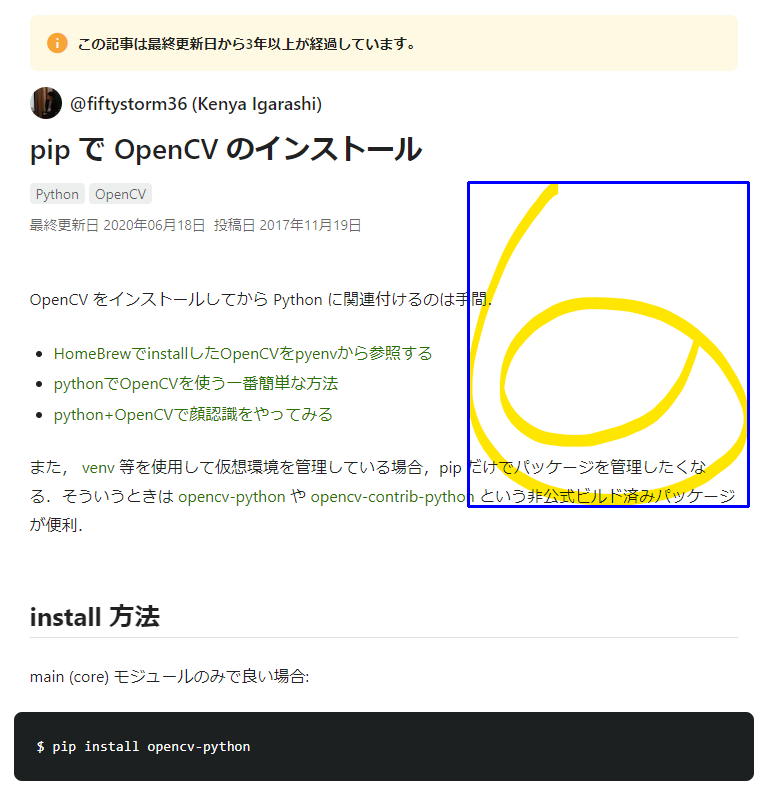 この記事は最終更新日から3年以上が経過しています。
@fiftystorm36 (Kenya Igarashi)
pip で OpenCV のインストール
Python OpenCV
最終更新日 2020年06月18日 投稿日 2017年11月19日
6
OpenCV をインストールしてから Python に関連付けるのは手間．
HomeBrewでinstallしたOpenCVをpyenvから参照する
pythonでOpenCVを使う一番簡単な方法
python+OpenCVで顔認識をやってみる
また， venv 等を使用して仮想環境を管理している場合，pip だけでパッケージを管理したくな
る．そういうときは opencv-python や opencv-contrib-python という非公式ビルド済みパッケージ
が便利．
install 方法
main (core) モジュールのみで良い場合:
$ pip install opencv-python